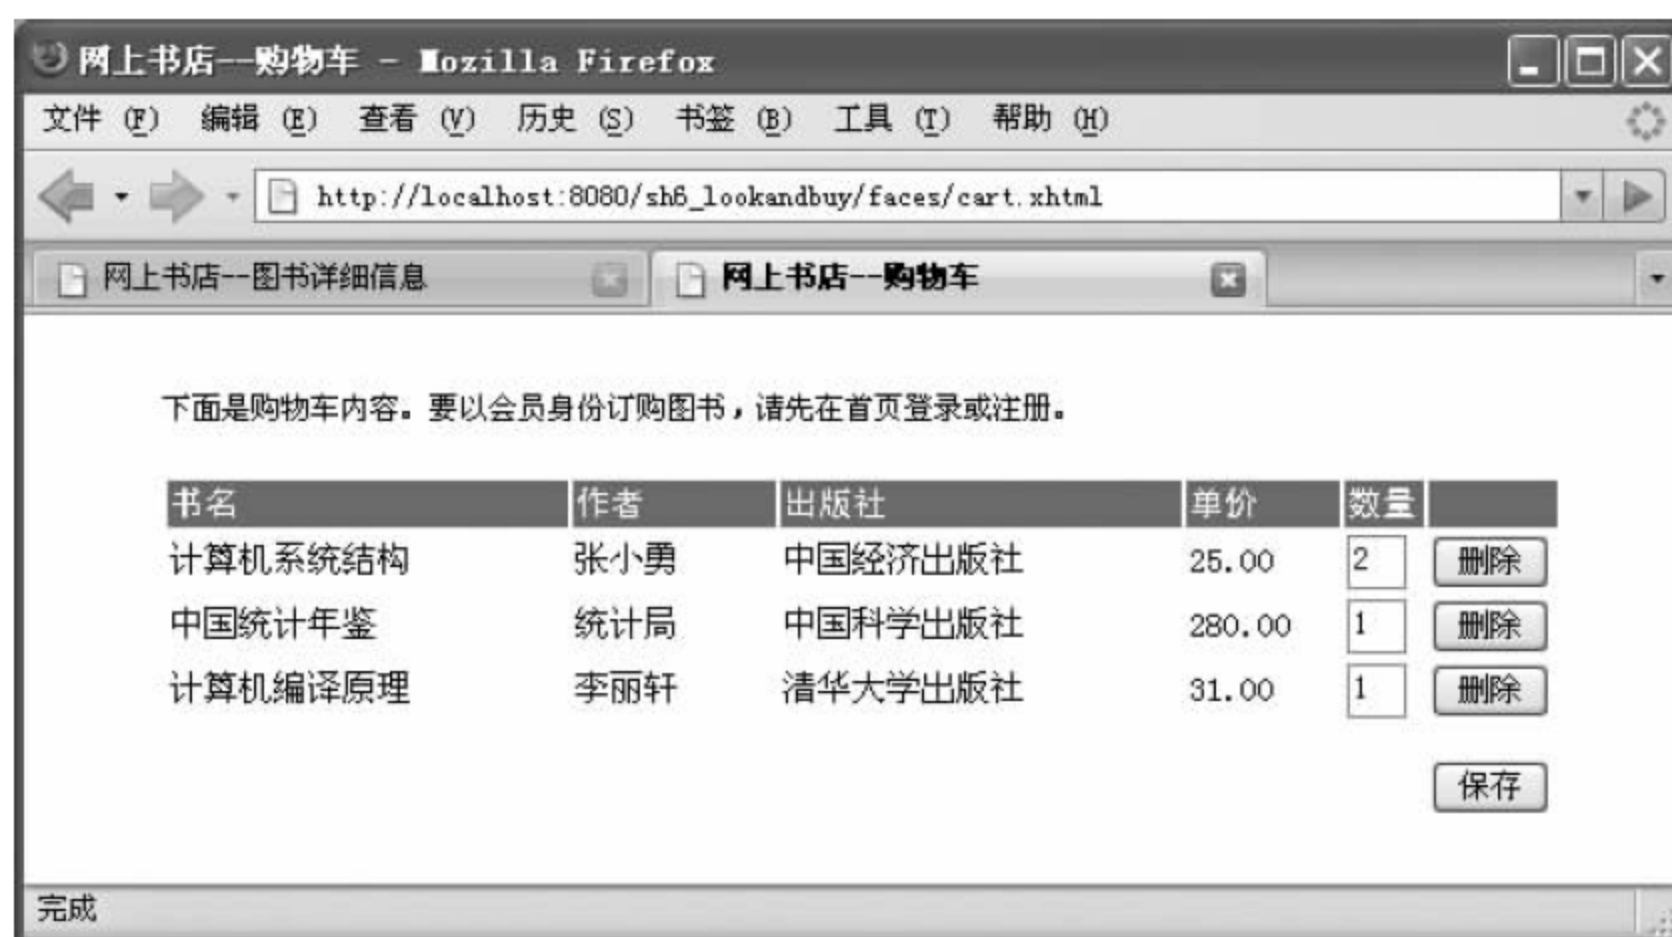 网上书店--购物车 - Mozilla Firefox
文件 (F) 编辑 (E) 查看 (V) 历史 (S) 书签 (B) 工具 (T) 帮助 (H)
http://localhost:8080/sh6_lookandbuy/faces/cart.xhtml
网上书店--图书详细信息 网上书店--购物车
下面是购物车内容。要以会员身份订购图书，请先在首页登录或注册。
书名 作者 出版社 单价 数量
计算机系统结构 张小勇 中国经济出版社 25.00 2 删除
中国统计年鉴 统计局 中国科学出版社 280.00 1 删除
计算机编译原理 李丽轩 清华大学出版社 31.00 1 删除
保存
完成